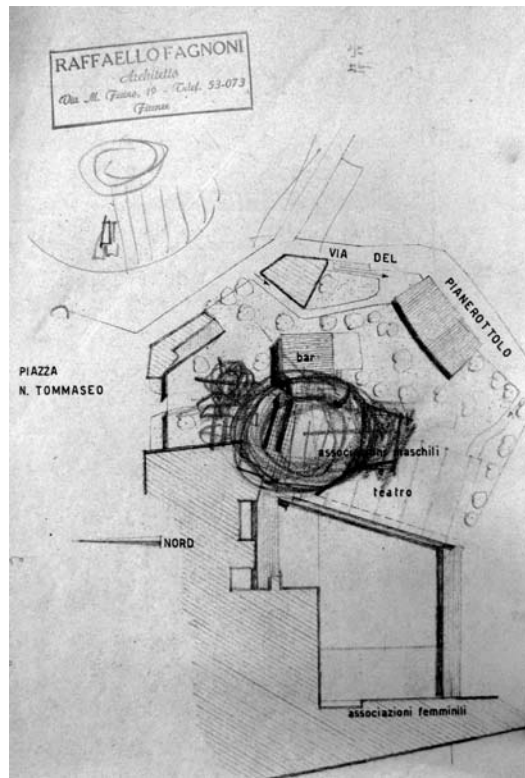 RAFFAELLO FAGNONI
Architetto
Via M. Ficino, 19 - Telef. 53-073
Firenze
VIA DEL
PIANEROTTOLO
PIAZZA
N. TOMMASEO
bar
associazioni maschili
teatro
NORD
associazioni femminili